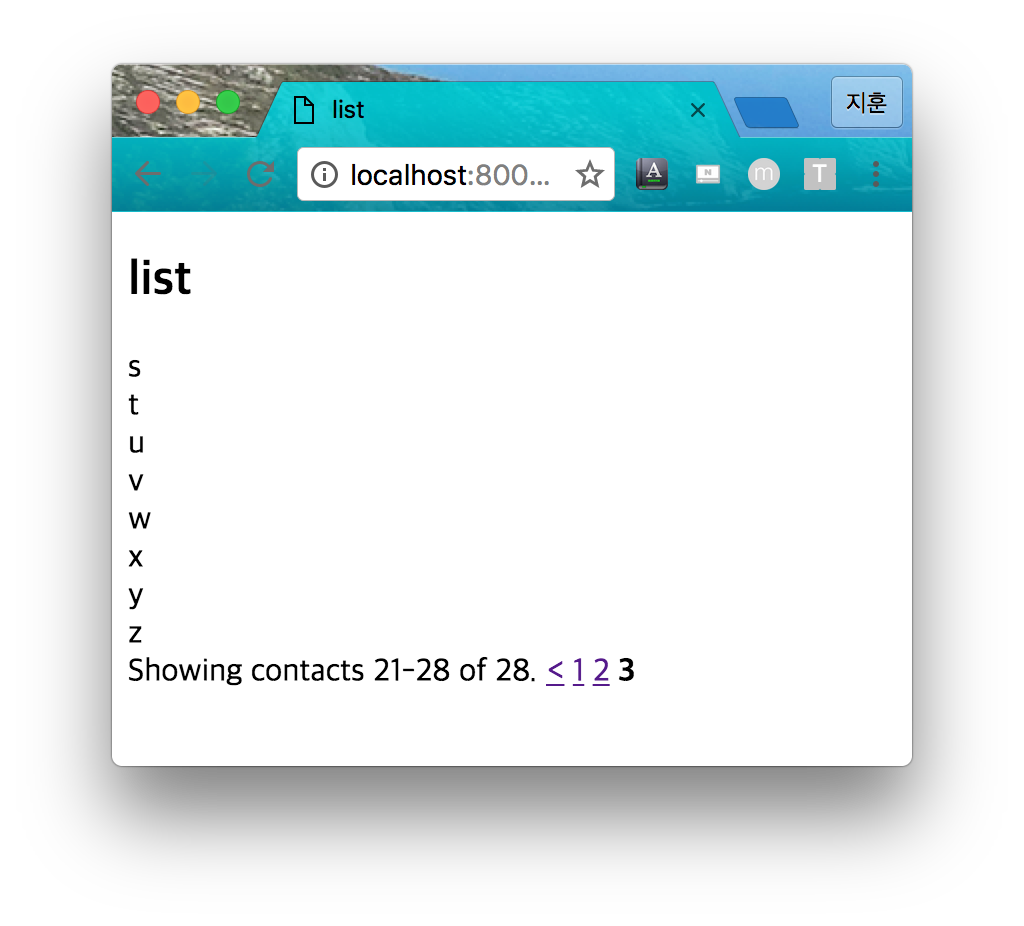 list
지훈
localhost:800...
A
N
m
T
list
s
t
u
v
w
x
y
z
Showing contacts 21-28 of 28. < 1 2 3